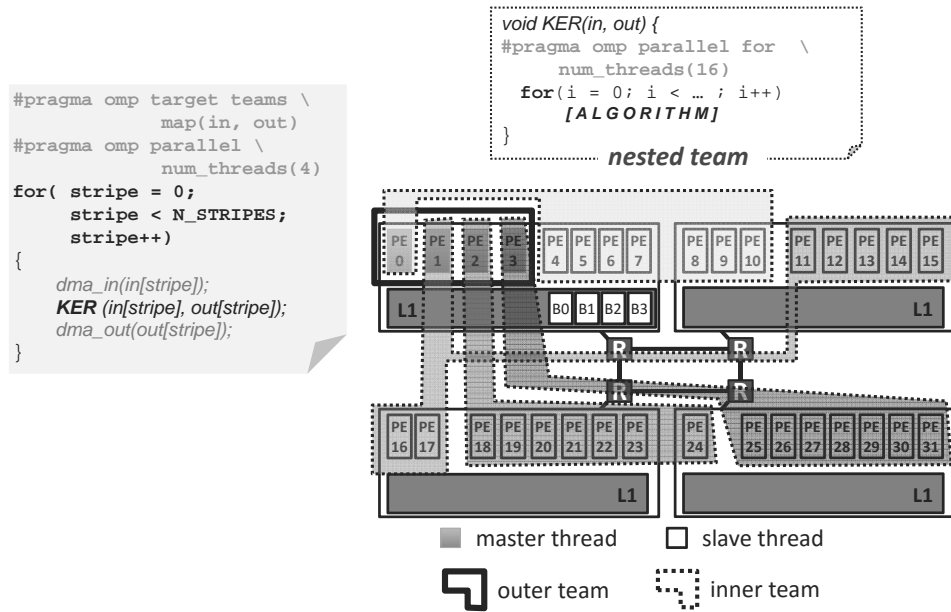 void KER(in, out) {
#pragma omp parallel for \
num_threads(16)
for(i = 0; i < … ; i++)
[ALGORITHM]
}
nested team
#pragma omp target teams \
map(in, out)
#pragma omp parallel \
num_threads(4)
for( stripe = 0;
stripe < N_STRIPES;
stripe++)
{
dma_in(in[stripe]);
KER (in[stripe], out[stripe]);
dma_out(out[stripe]);
}
PE PE PE PE PE PE PE PE PE PE PE PE PE PE PE PE
0 1 2 3 4 5 6 7 8 9 10 11 12 13 14 15
L1 B0 B1 B2 B3 L1
R R
R R
PE PE PE PE PE PE PE PE PE PE PE PE PE PE PE PE
16 17 18 19 20 21 22 23 24 25 26 27 28 29 30 31
L1 L1
master thread slave thread
outer team inner team